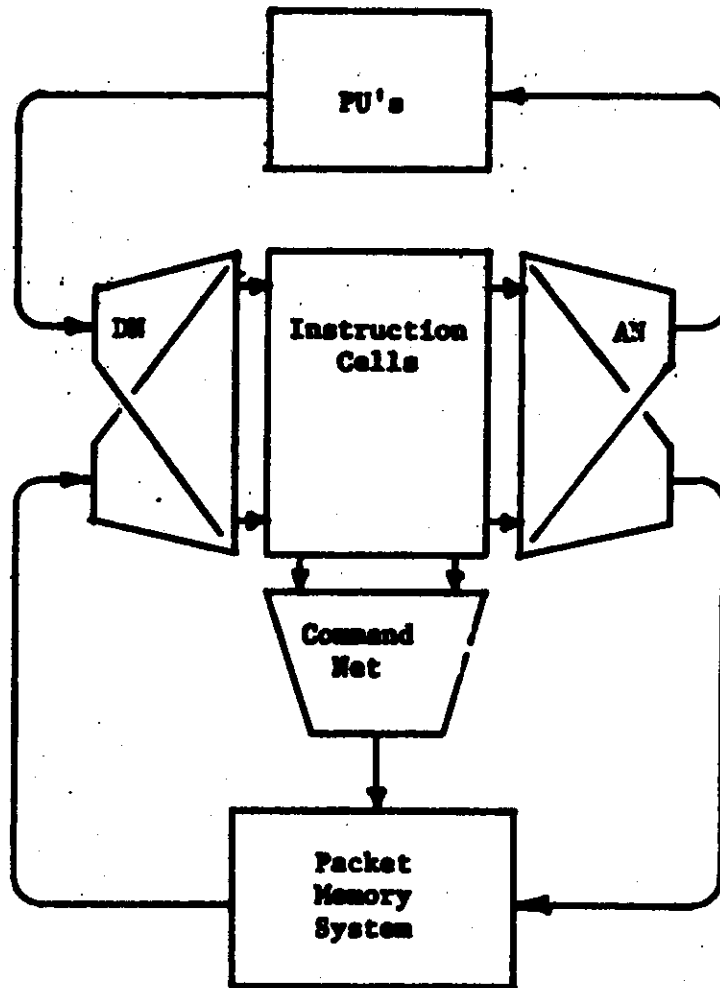 PU's
DN
Instruction
Cells
AN
Command
Net
Packet
Memory
System